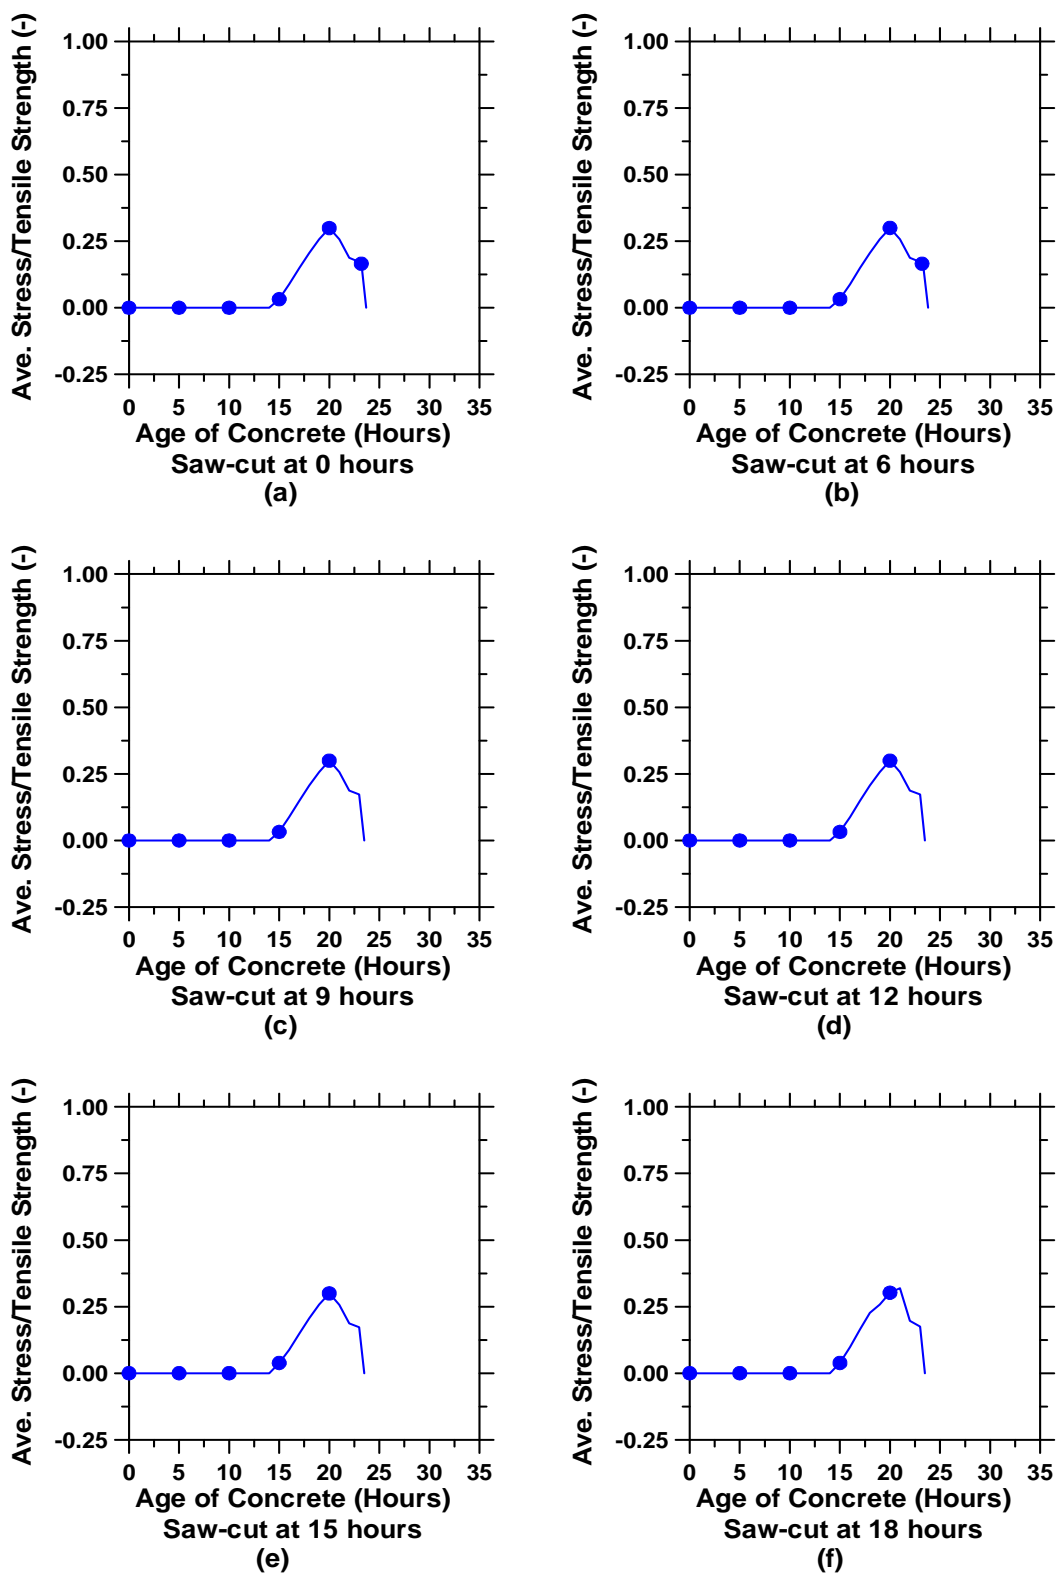 Ave. Stress/Tensile Strength (-)
1.00
0.75
0.50
0.25
0.00
-0.25
0 5 10 15 20 25 30 35
Age of Concrete (Hours)
Saw-cut at 0 hours
(a)
Ave. Stress/Tensile Strength (-)
1.00
0.75
0.50
0.25
0.00
-0.25
0 5 10 15 20 25 30 35
Age of Concrete (Hours)
Saw-cut at 6 hours
(b)
Ave. Stress/Tensile Strength (-)
1.00
0.75
0.50
0.25
0.00
-0.25
0 5 10 15 20 25 30 35
Age of Concrete (Hours)
Saw-cut at 9 hours
(c)
Ave. Stress/Tensile Strength (-)
1.00
0.75
0.50
0.25
0.00
-0.25
0 5 10 15 20 25 30 35
Age of Concrete (Hours)
Saw-cut at 12 hours
(d)
Ave. Stress/Tensile Strength (-)
1.00
0.75
0.50
0.25
0.00
-0.25
0 5 10 15 20 25 30 35
Age of Concrete (Hours)
Saw-cut at 15 hours
(e)
Ave. Stress/Tensile Strength (-)
1.00
0.75
0.50
0.25
0.00
-0.25
0 5 10 15 20 25 30 35
Age of Concrete (Hours)
Saw-cut at 18 hours
(f)